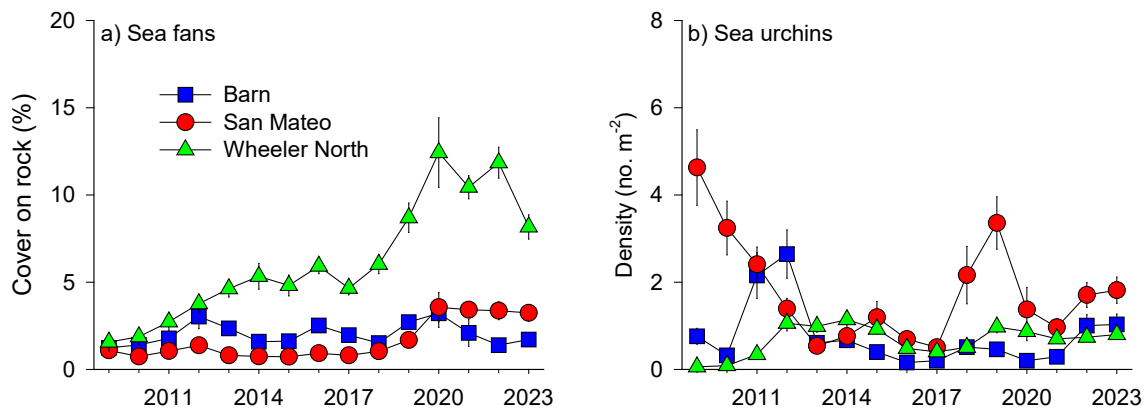 a) Sea fans
Cover on rock (%)
20
15
10
5
0
Barn
San Mateo
Wheeler North
2011 2014 2017 2020 2023
b) Sea urchins
Density (no. m-2)
8
6
4
2
0
2011 2014 2017 2020 2023